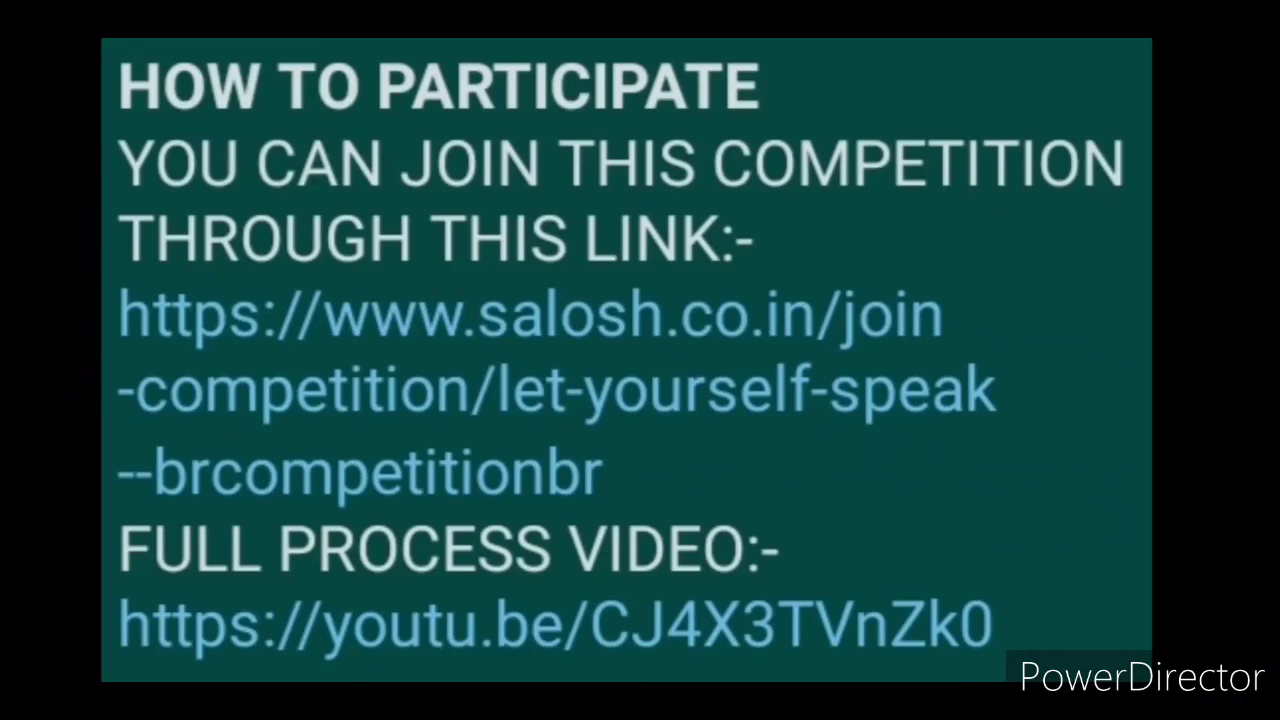 HOW TO PARTICIPATE
YOU CAN JOIN THIS COMPETITION
THROUGH THIS LINK:-
https://www.salosh.co.in/join
-competition/let-yourself-speak
--brcompetitionbr
FULL PROCESS VIDEO:-
https://youtu.be/CJ4X3TVnZk0
PowerDirector